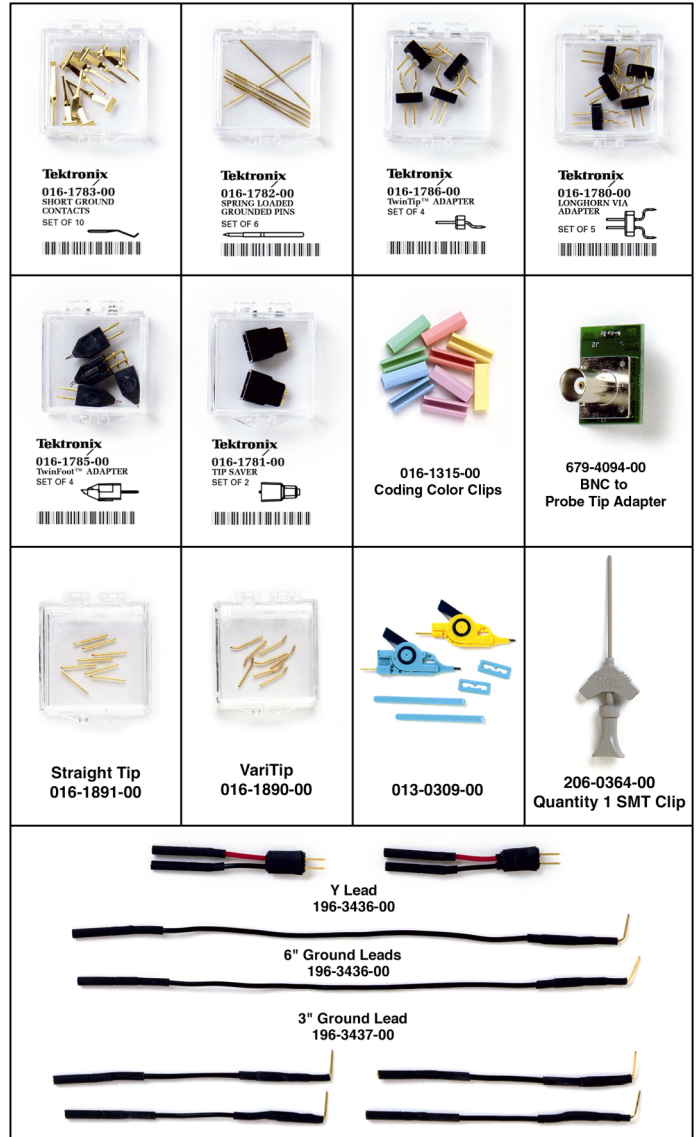 Tektronix
016-1783-00
SHORT GROUND
CONTACTS
SET OF 10
Tektronix
016-1782-00
SPRING LOADED
GROUNDED PINS
SET OF 6
Tektronix
016-1786-00
TwinTip™ ADAPTER
SET OF 4
Tektronix
016-1780-00
LONGHORN VIA
ADAPTER
SET OF 5
Tektronix
016-1785-00
TwinFoot™ ADAPTER
SET OF 4
Tektronix
016-1781-00
TIP SAVER
SET OF 2
016-1315-00
Coding Color Clips
J2
679-4094-00
BNC to
Probe Tip Adapter
Straight Tip
016-1891-00
VariTip
016-1890-00
013-0309-00
206-0364-00
Quantity 1 SMT Clip
Y Lead
196-3436-00
6" Ground Leads
196-3436-00
3" Ground Lead
196-3437-00